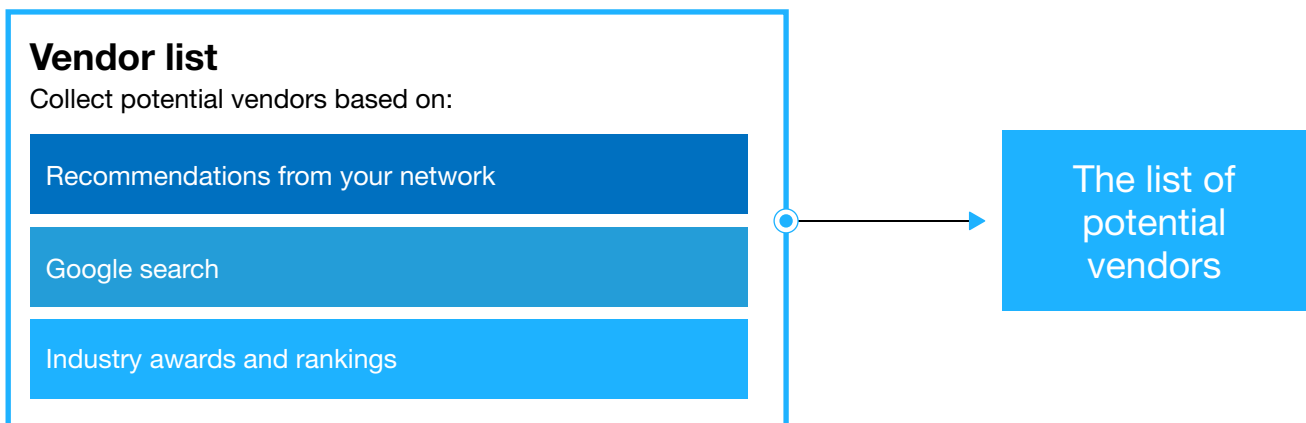 Vendor list
Collect potential vendors based on:
Recommendations from your network
Google search
Industry awards and rankings
The list of
potential
vendors